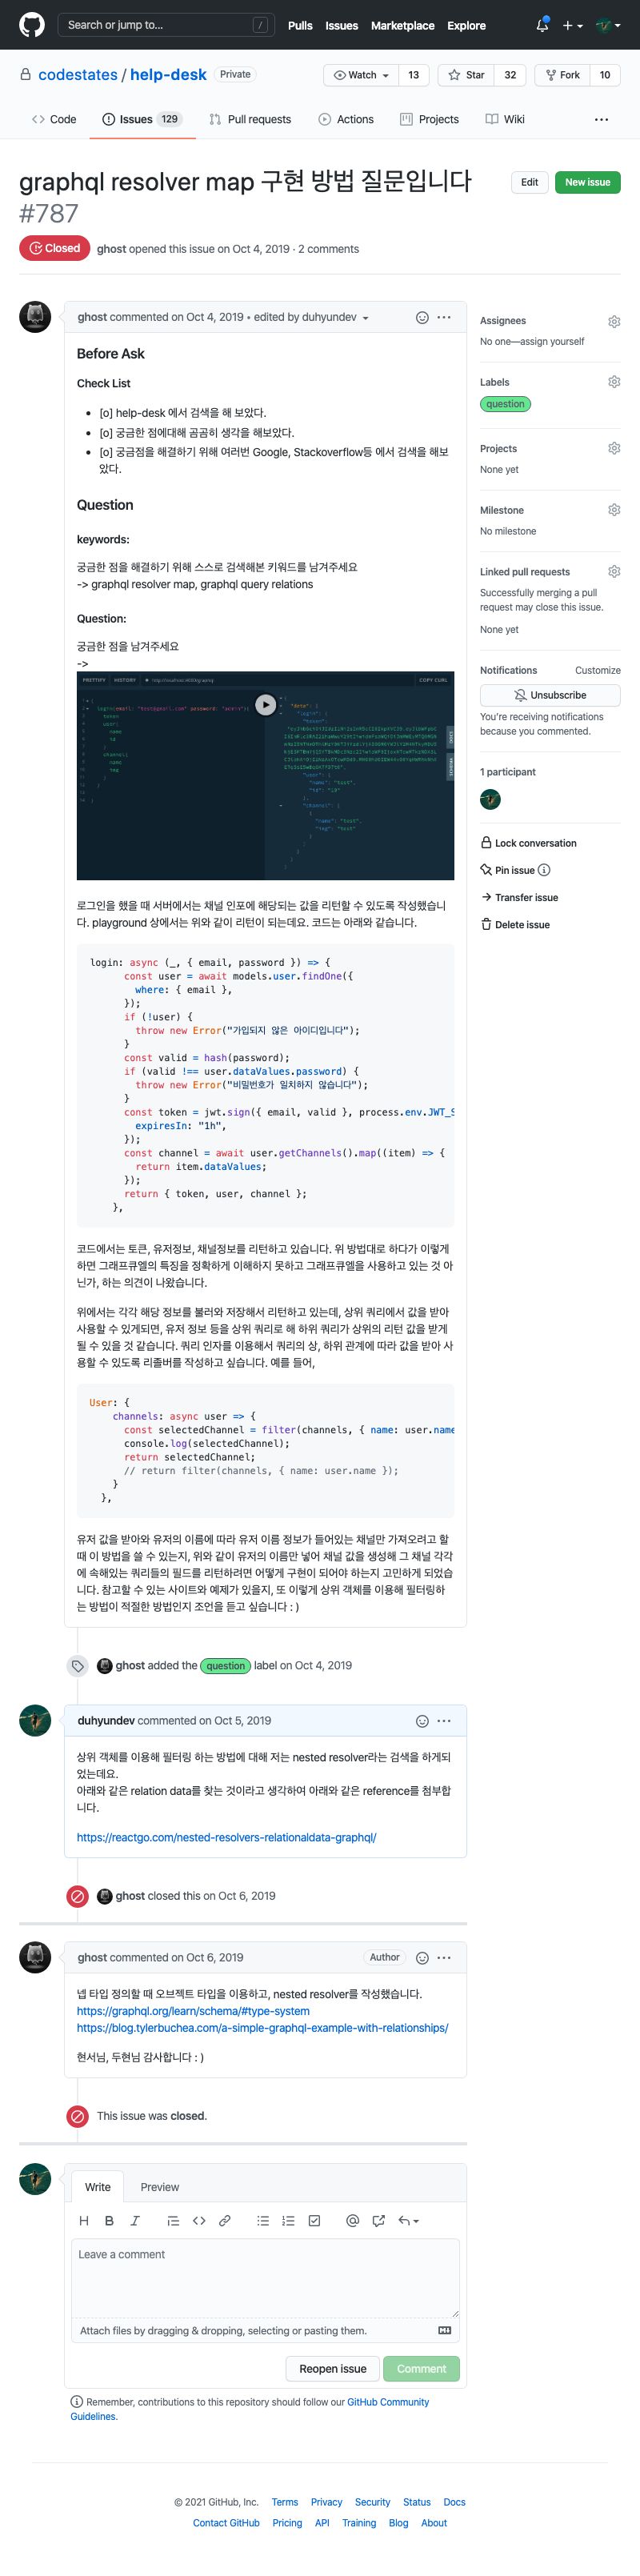 Search or jump to...
/
Pulls Issues Marketplace Explore
codestates / help-desk Private
Watch 13 Star 32 Fork 10
Code Issues 129 Pull requests Actions Projects Wiki
graphql resolver map 구현 방법 질문입니다
#787
Edit New issue
Closed ghost opened this issue on Oct 4, 2019 · 2 comments
ghost commented on Oct 4, 2019 • edited by duhyundev
Before Ask
Check List
[o] help-desk 에서 검색을 해 보았다.
[o] 궁금한 점에대해 곰곰히 생각을 해보았다.
[o] 궁금점을 해결하기 위해 여러번 Google, Stackoverflow등 에서 검색을 해보
았다.
Question
keywords:
궁금한 점을 해결하기 위해 스스로 검색해본 키워드를 남겨주세요
-> graphql resolver map, graphql query relations
Question:
궁금한 점을 남겨주세요
->
PRETTIFY HISTORY COPY CURL
token
user{
name
id
}
channel{
name
}
"data": {
"token":
"user": {
"name": "test",
"channel": [
로그인을 했을 때 서버에서는 채널 인포에 해당되는 값을 리턴할 수 있도록 작성했습니
다. playground 상에서는 위와 같이 리턴이 되는데요. 코드는 아래와 같습니다.
login: async (_, { email, password }) => {
const user = await models.user.findOne({
where: { email },
});
if (!user) {
throw new Error("가입되지 않은 아이디입니다");
}
const valid = hash(password);
if (valid !== user.dataValues.password) {
throw new Error("비밀번호가 일치하지 않습니다");
}
const token = jwt.sign({ email, valid }, process.env.JWT_S
expiresIn: "1h",
});
const channel = await user.getChannels().map((item) => {
return item.dataValues;
});
return { token, user, channel };
},
코드에서는 토큰, 유저정보, 채널정보를 리턴하고 있습니다. 위 방법대로 하다가 이렇게
하면 그래프큐엘의 특징을 정확하게 이해하지 못하고 그래프큐엘을 사용하고 있는 것 아
닌가, 하는 의견이 나왔습니다.
위에서는 각각 해당 정보를 불러와 저장해서 리턴하고 있는데, 상위 쿼리에서 값을 받아
사용할 수 있게되면, 유저 정보 등을 상위 쿼리로 해 하위 쿼리가 상위의 리턴 값을 받게
될 수 있을 것 같습니다. 쿼리 인자를 이용해서 쿼리의 상, 하위 관계에 따라 값을 받아 사
용할 수 있도록 리졸버를 작성하고 싶습니다. 예를 들어,
User: {
channels: async user => {
const selectedChannel = filter(channels, { name: user.name
console.log(selectedChannel);
return selectedChannel;
// return filter(channels, { name: user.name });
}
},
유저 값을 받아와 유저의 이름에 따라 유저 이름 정보가 들어있는 채널만 가져오려고 할
때 이 방법을 쓸 수 있는지, 위와 같이 유저의 이름만 넣어 채널 값을 생성해 그 채널 각각
에 속해있는 쿼리들의 필드를 리턴하려면 어떻게 구현이 되어야 하는지 고민하게 되었습
니다. 참고할 수 있는 사이트와 예제가 있을지, 또 이렇게 상위 객체를 이용해 필터링하
는 방법이 적절한 방법인지 조언을 듣고 싶습니다 : )
Assignees
No one—assign yourself
Labels
question
Projects
None yet
Milestone
No milestone
Linked pull requests
Successfully merging a pull
request may close this issue.
None yet
Notifications Customize
Unsubscribe
You're receiving notifications
because you commented.
1 participant
Lock conversation
Pin issue
Transfer issue
Delete issue
ghost added the question label on Oct 4, 2019
duhyundev commented on Oct 5, 2019
상위 객체를 이용해 필터링 하는 방법에 대해 저는 nested resolver라는 검색을 하게되
었는데요.
아래와 같은 relation data를 찾는 것이라고 생각하여 아래와 같은 reference를 첨부합
니다.
https://reactgo.com/nested-resolvers-relationaldata-graphql/
ghost closed this on Oct 6, 2019
ghost commented on Oct 6, 2019 Author
넵 타입 정의할 때 오브젝트 타입을 이용하고, nested resolver를 작성했습니다.
https://graphql.org/learn/schema/#type-system
https://blog.tylerbuchea.com/a-simple-graphql-example-with-relationships/
현서님, 두현님 감사합니다 : )
This issue was closed.
Write Preview
Leave a comment
Attach files by dragging & dropping, selecting or pasting them.
Reopen issue Comment
Remember, contributions to this repository should follow our GitHub Community
Guidelines.
© 2021 GitHub, Inc. Terms Privacy Security Status Docs
Contact GitHub Pricing API Training Blog About